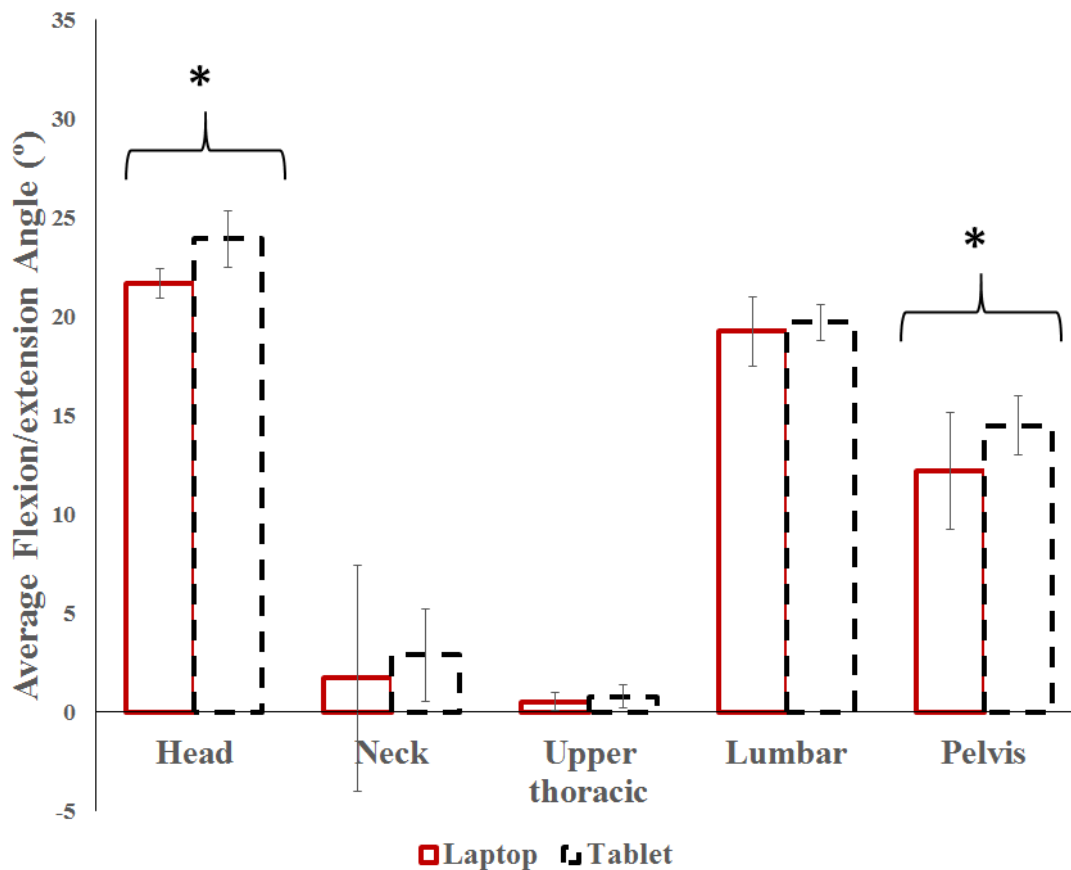 Average Flexion/extension Angle (º)
35
30
25
20
15
10
5
0
-5
*
*
Head
Neck
Upper
thoracic
Lumbar
Pelvis
Laptop
Tablet